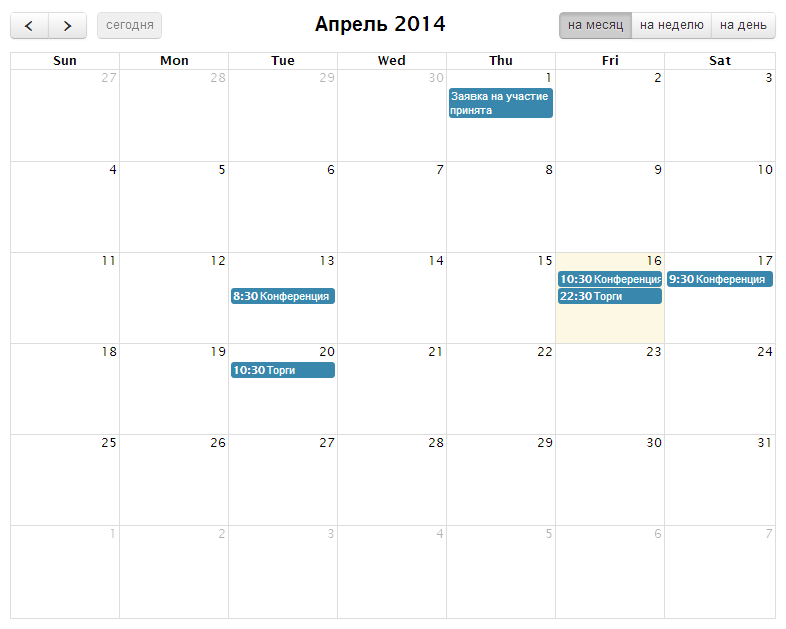 сегодня Апрель 2014 на месяц на неделю на день
Sun Mon Tue Wed Thu Fri Sat
27 28 29 30 1 2 3
Заявка на участие
принята
4 5 6 7 8 9 10
11 12 13 14 15 16 17
10:30 Конференция 9:30 Конференция
8:30 Конференция 22:30 Торги
18 19 20 21 22 23 24
10:30 Торги
25 26 27 28 29 30 31
1 2 3 4 5 6 7